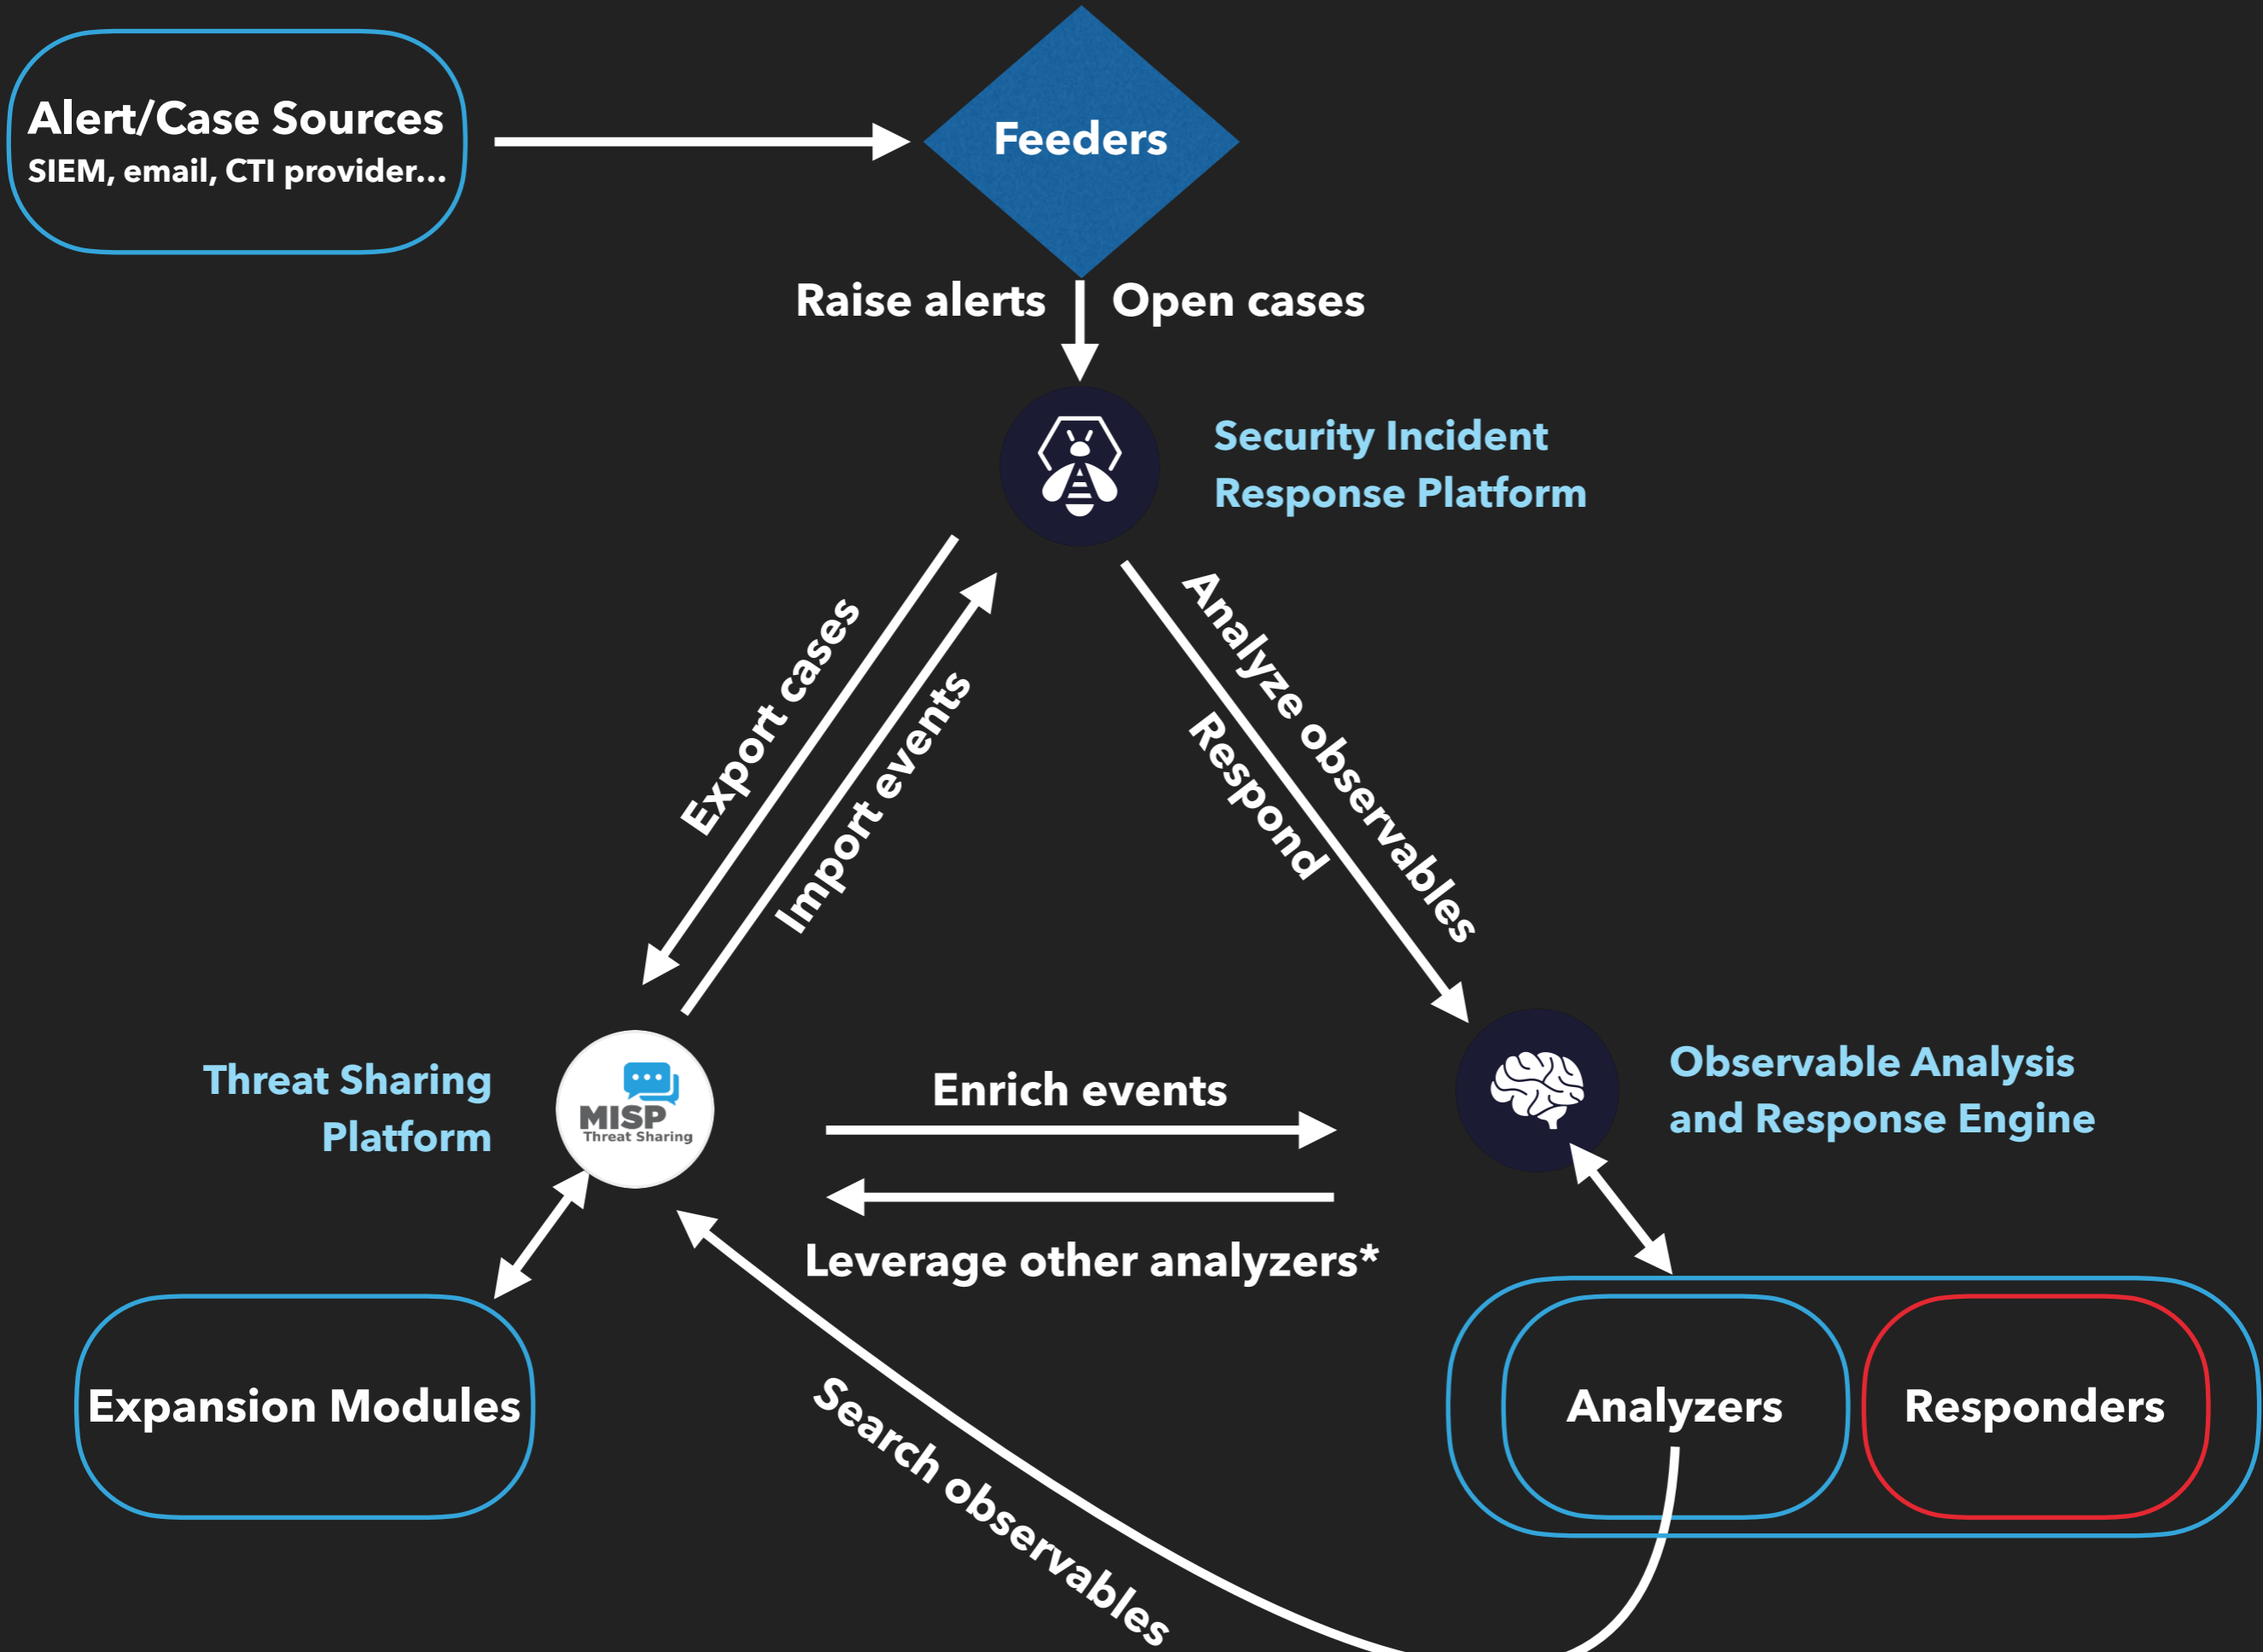 Alert/Case Sources
SIEM, email, CTI provider...
Feeders
Raise alerts
Open cases
Security Incident
Response Platform
Export cases
Import events
Analyze observables
Respond
Threat Sharing
Platform
MISP
Threat Sharing
Enrich events
Leverage other analyzers*
Observable Analysis
and Response Engine
Expansion Modules
Search observables
Analyzers
Responders